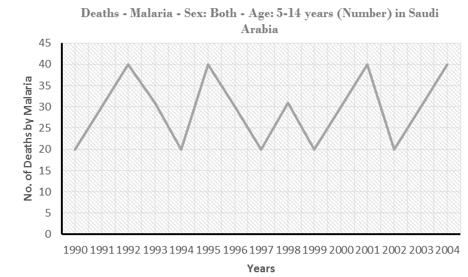 Deaths - Malaria - Sex: Both - Age: 5-14 years (Number) in Saudi
Arabia
45
40
35
30
25
20
15
10
5
0
No. of Deaths by Malaria
1990 1991 1992 1993 1994 1995 1996 1997 1998 1999 2000 2001 2002 2003 2004
Years